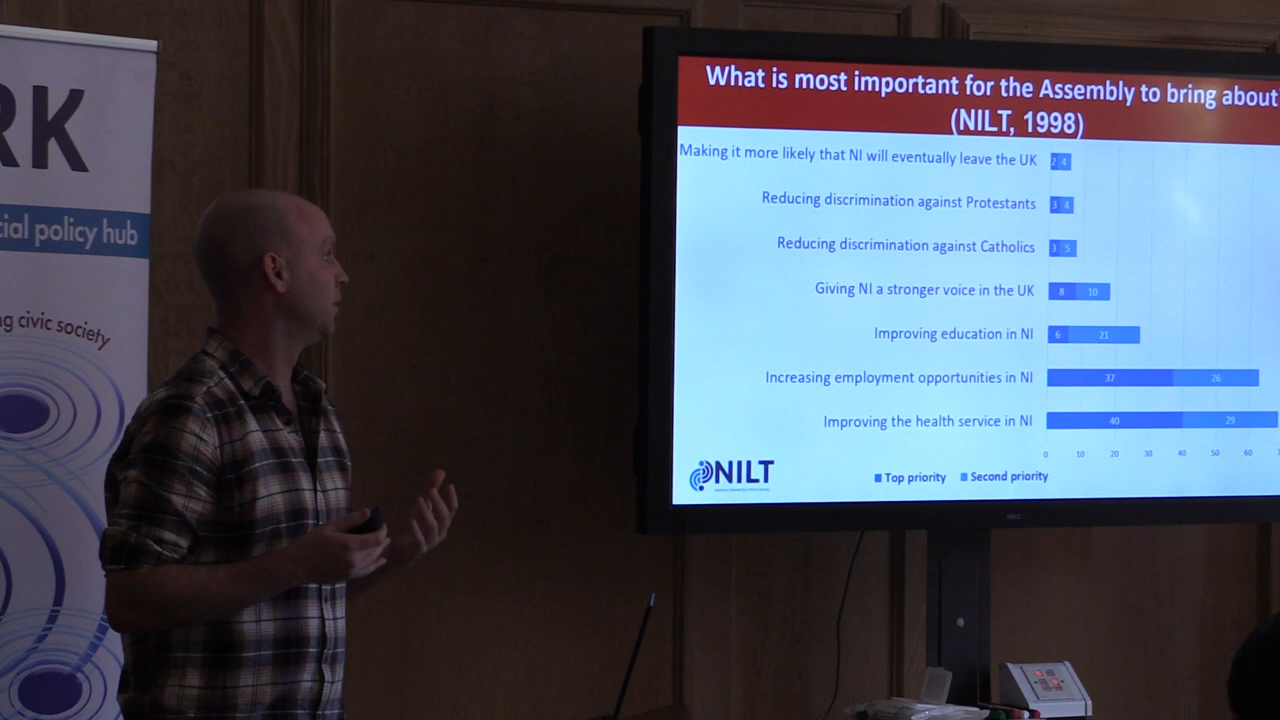 RK
cial policy hub
ng civic society
What is most important for the Assembly to bring about?
(NILT, 1998)
Making it more likely that NI will eventually leave the UK 2 4
Reducing discrimination against Protestants 3 4
Reducing discrimination against Catholics 3 5
Giving NI a stronger voice in the UK 8 10
Improving education in NI 6 21
Increasing employment opportunities in NI 37 26
Improving the health service in NI 40 29
0 10 20 30 40 50 60 7
NILT
Top priority Second priority
NEC